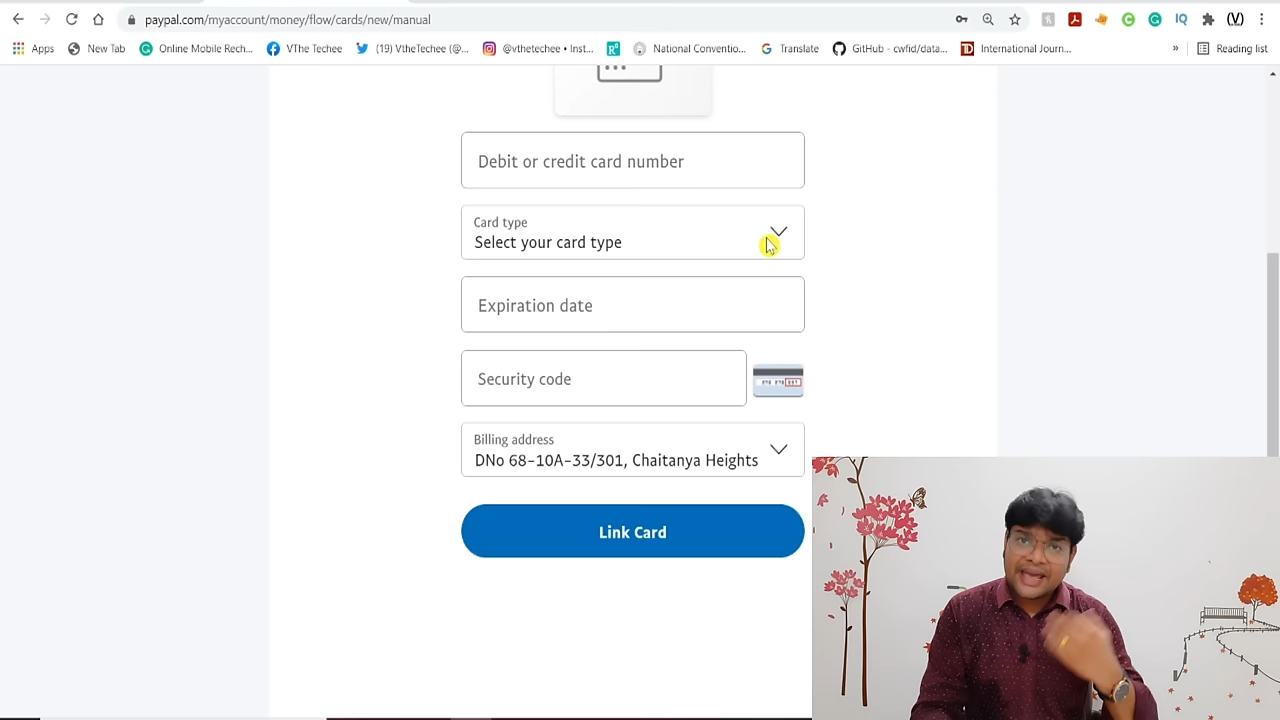 paypal.com/myaccount/money/flow/cards/new/manual
IQ
(V)
Apps
New Tab
Online Mobile Rech...
VThe Techee
(19) VtheTechee (@...
@vthetechee • Inst...
National Conventio...
Translate
GitHub - cwfid/data...
TD
International Journ...
»
Reading list
Debit or credit card number
Card type
Select your card type
Expiration date
Security code
Billing address
DNo 68-10A-33/301, Chaitanya Heights
Link Card